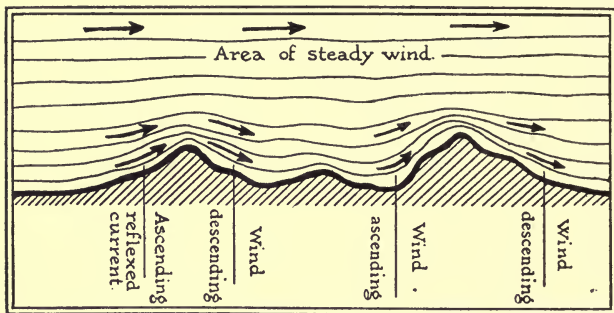 Area of steady wind.
Ascending
reflexed
current.
Wind
descending
Wind
ascending
Wind
descending